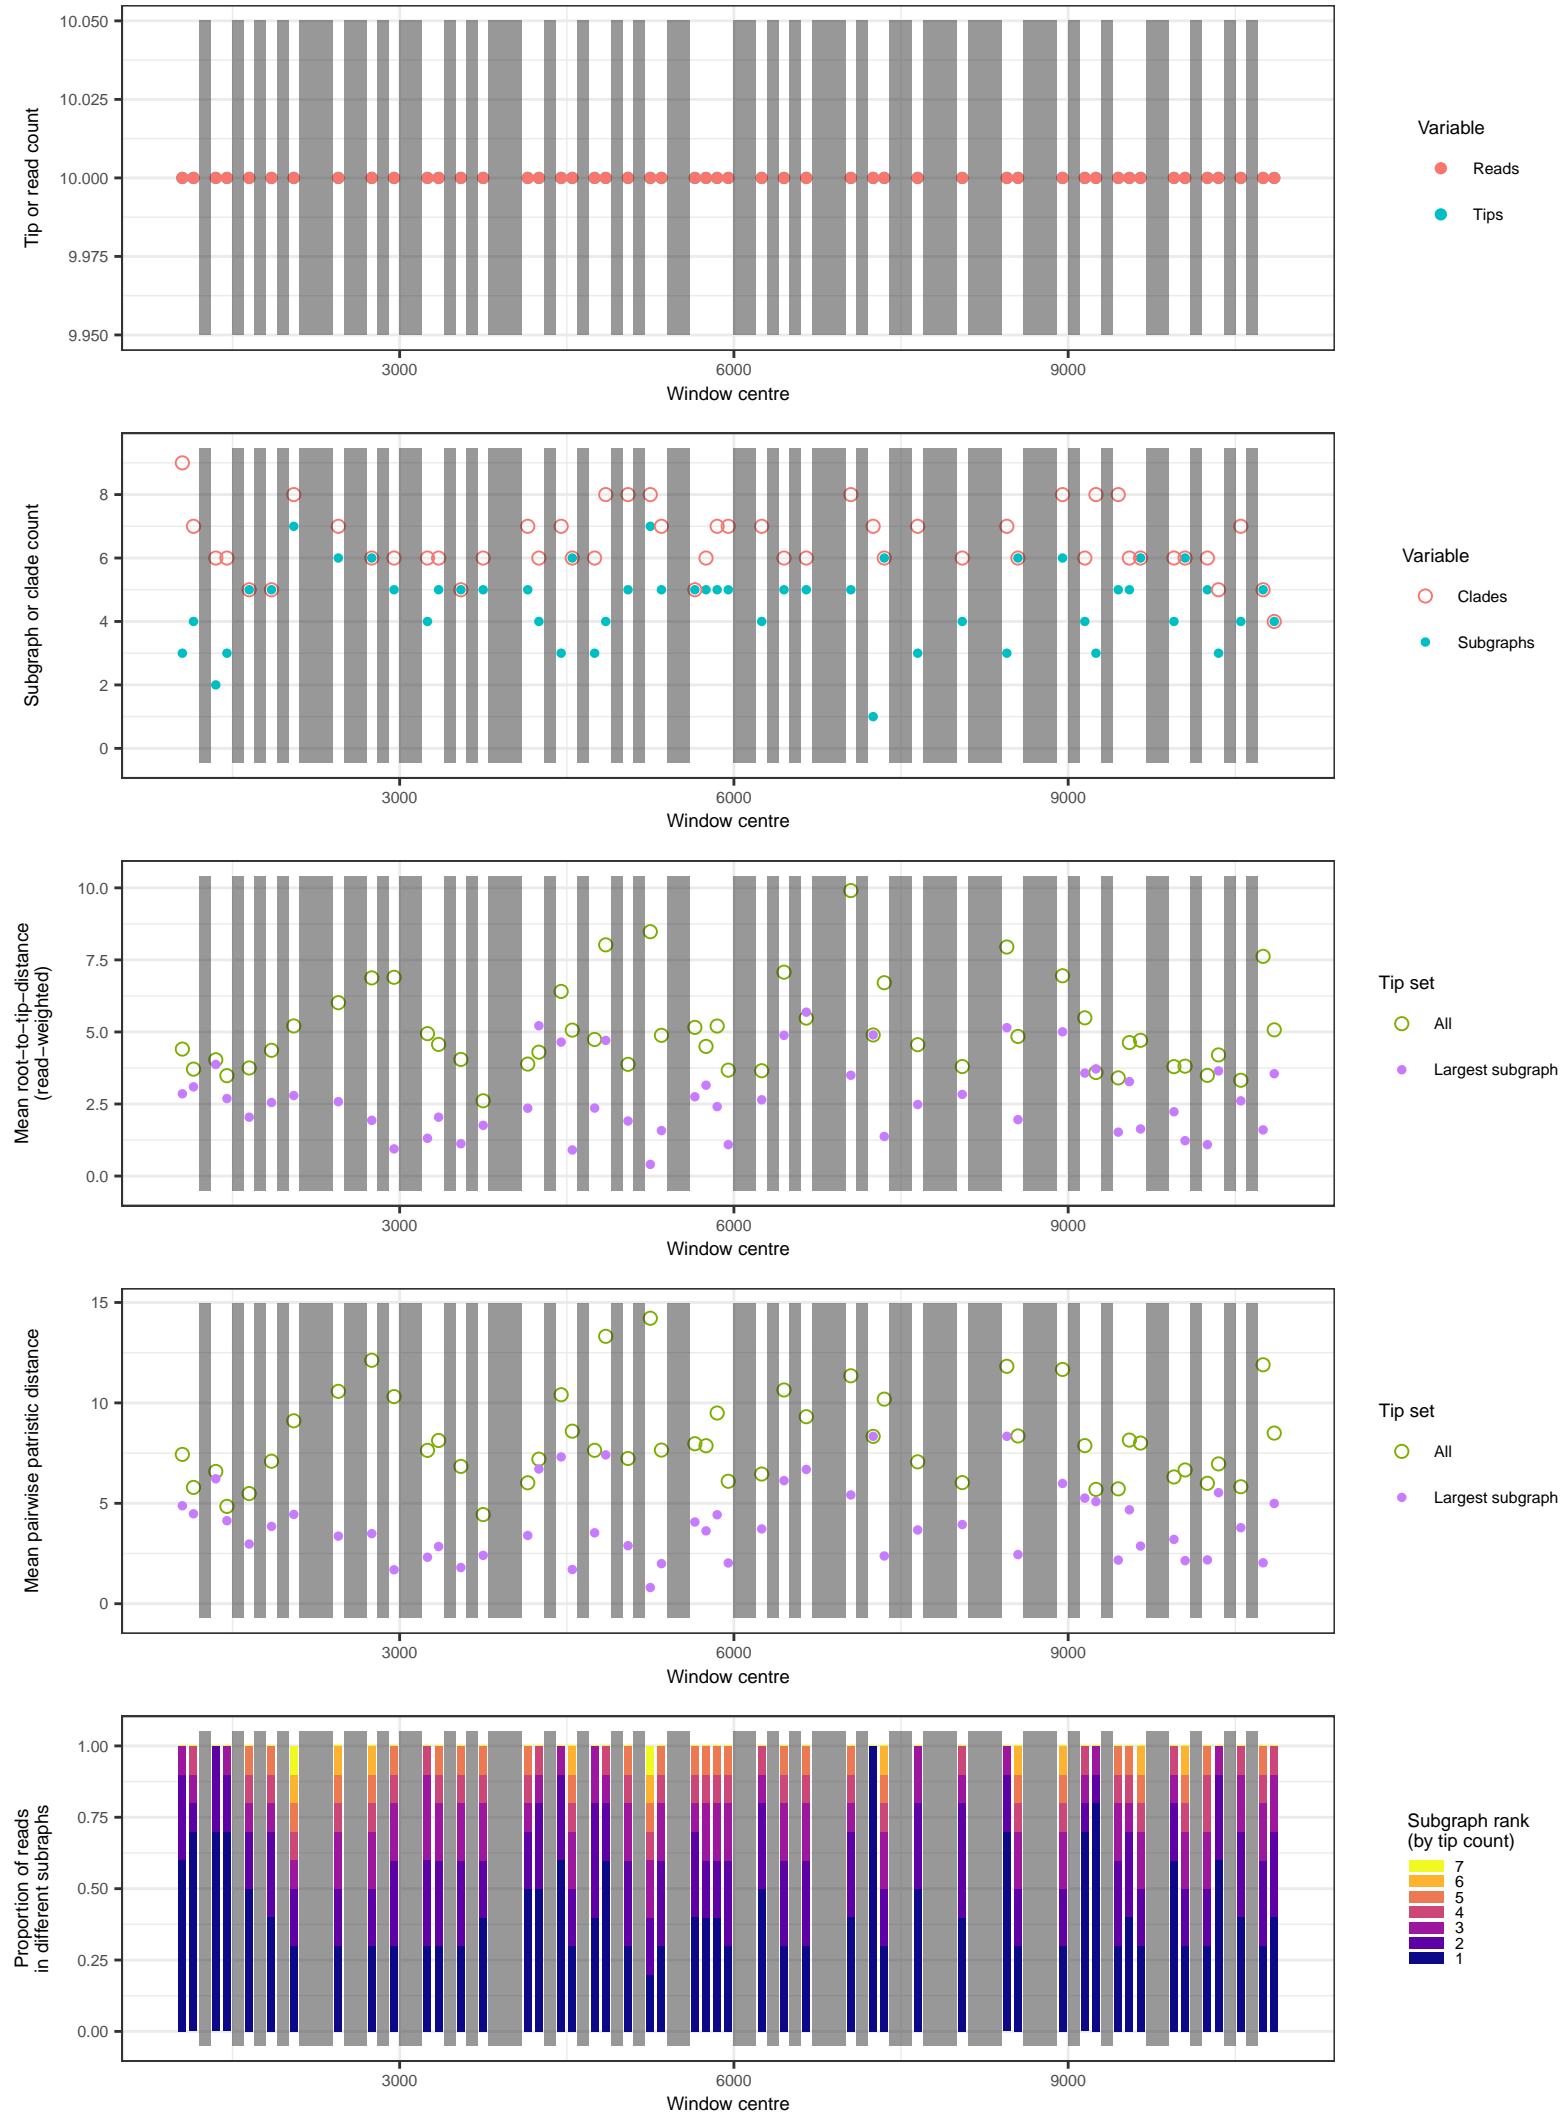 10.050
10.025
10.000
9.975
9.950
Tip or read count
3000
6000
9000
Window centre
Variable
Reads
Tips
8
6
4
2
0
Subgraph or clade count
3000
6000
9000
Window centre
Variable
Clades
Subgraphs
10.0
7.5
5.0
2.5
0.0
Mean root−to−tip−distance
(read−weighted)
3000
6000
9000
Window centre
Tip set
All
Largest subgraph
15
10
5
0
Mean pairwise patristic distance
3000
6000
9000
Window centre
Tip set
All
Largest subgraph
1.00
0.75
0.50
0.25
0.00
Proportion of reads
in different subraphs
3000
6000
9000
Window centre
Subgraph rank
(by tip count)
7
6
5
4
3
2
1